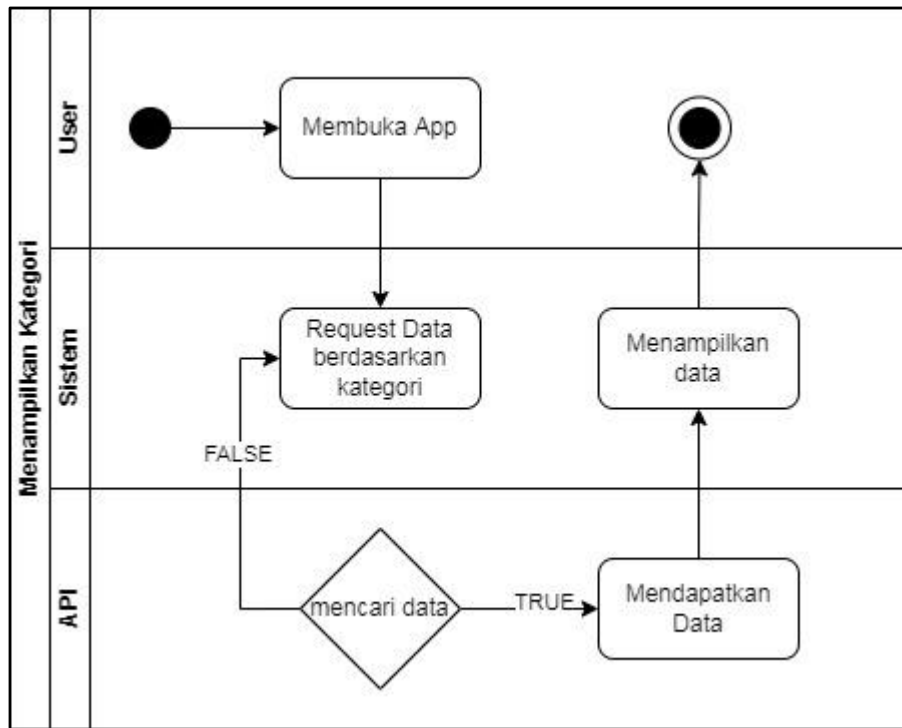 Menampilkan Kategori
User
Membuka App
Sistem
Request Data
berdasarkan
kategori
Menampilkan
data
FALSE
API
mencari data
TRUE
Mendapatkan
Data